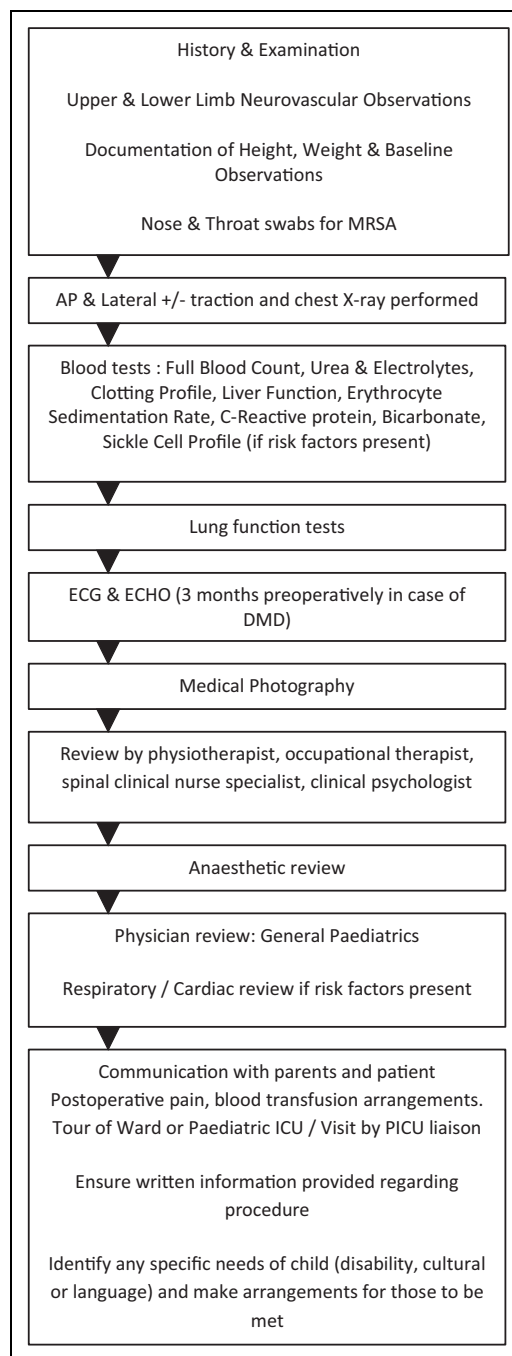 History & Examination
Upper & Lower Limb Neurovascular Observations
Documentation of Height, Weight & Baseline
Observations
Nose & Throat swabs for MRSA
AP & Lateral +/- traction and chest X-ray performed
Blood tests : Full Blood Count, Urea & Electrolytes,
Clotting Profile, Liver Function, Erythrocyte
Sedimentation Rate, C-Reactive protein, Bicarbonate,
Sickle Cell Profile (if risk factors present)
Lung function tests
ECG & ECHO (3 months preoperatively in case of
DMD)
Medical Photography
Review by physiotherapist, occupational therapist,
spinal clinical nurse specialist, clinical psychologist
Anaesthetic review
Physician review: General Paediatrics
Respiratory / Cardiac review if risk factors present
Communication with parents and patient
Postoperative pain, blood transfusion arrangements.
Tour of Ward or Paediatric ICU / Visit by PICU liaison
Ensure written information provided regarding
procedure
Identify any specific needs of child (disability, cultural
or language) and make arrangements for those to be
met